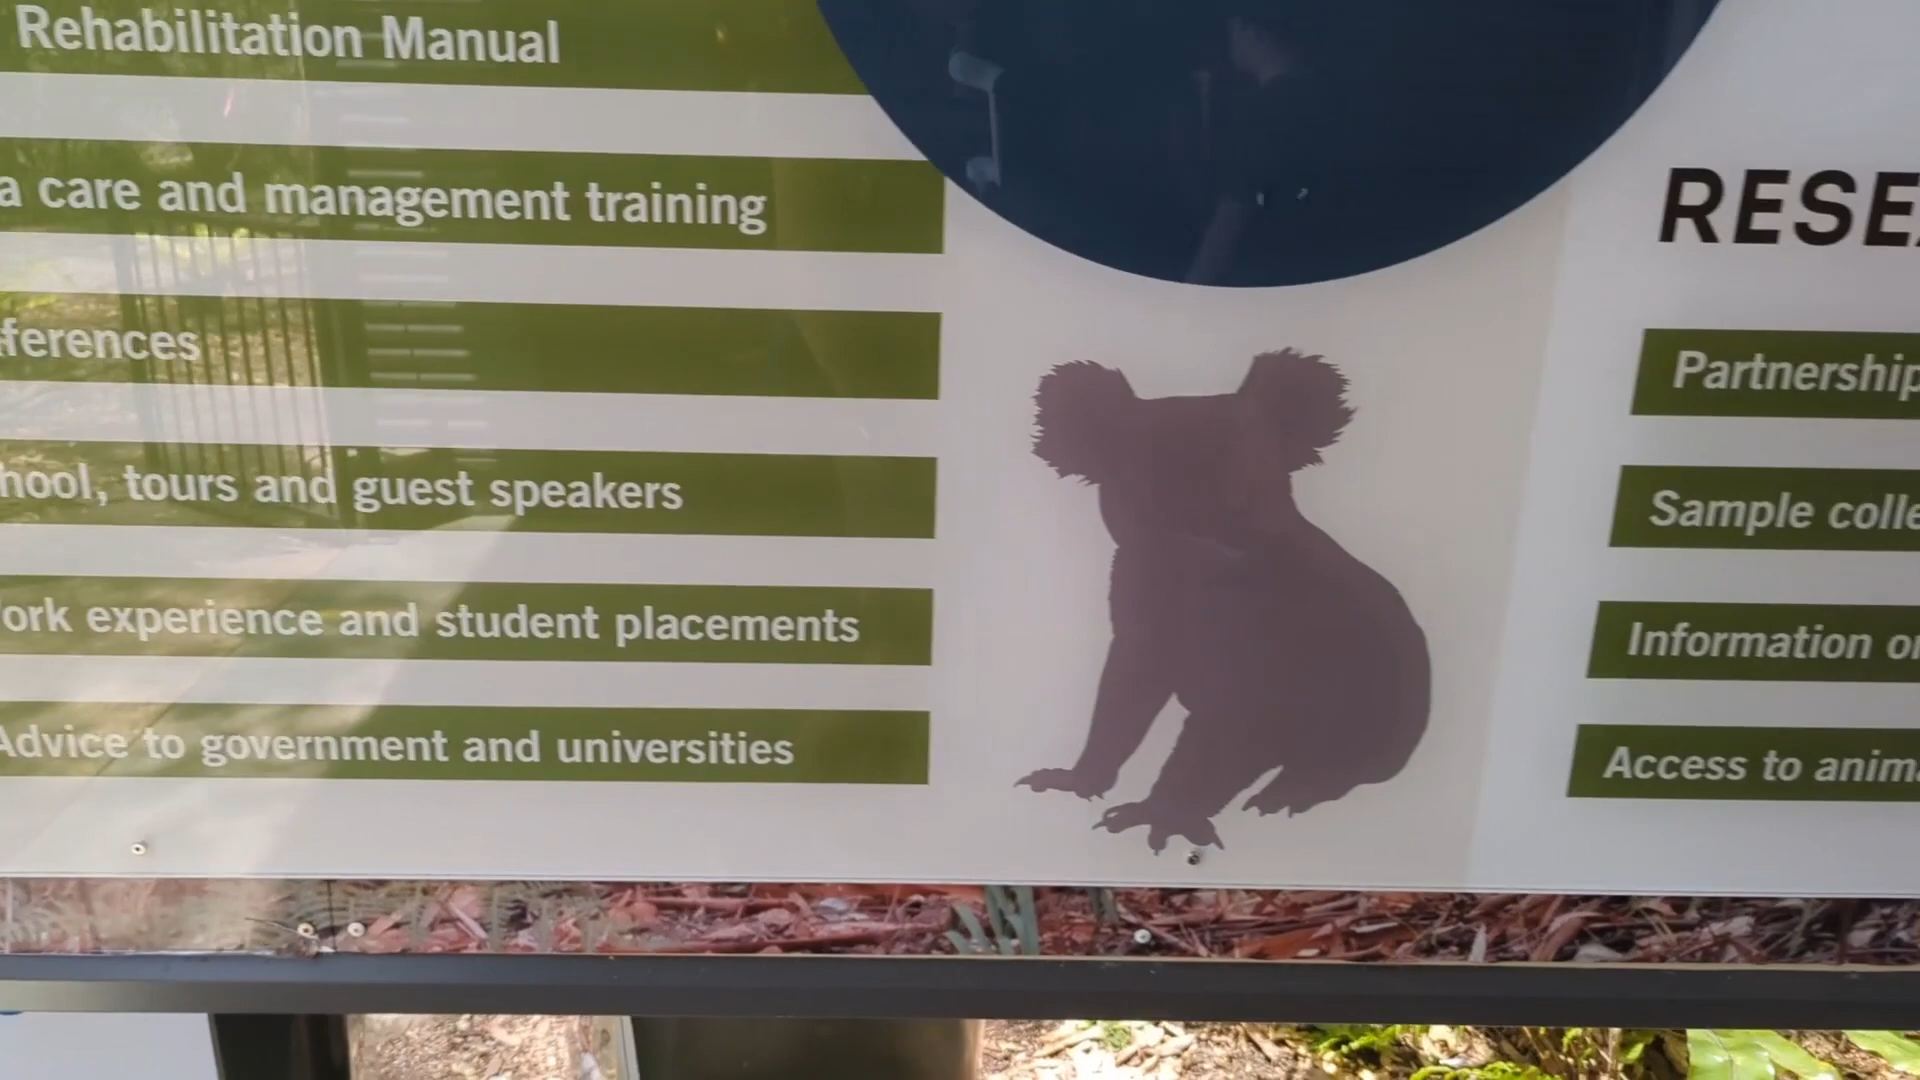 Rehabilitation Manual
a care and management training
ferences
hool, tours and guest speakers
ork experience and student placements
Advice to government and universities
RESE
Partnership
Sample colle
Information o
Access to anim